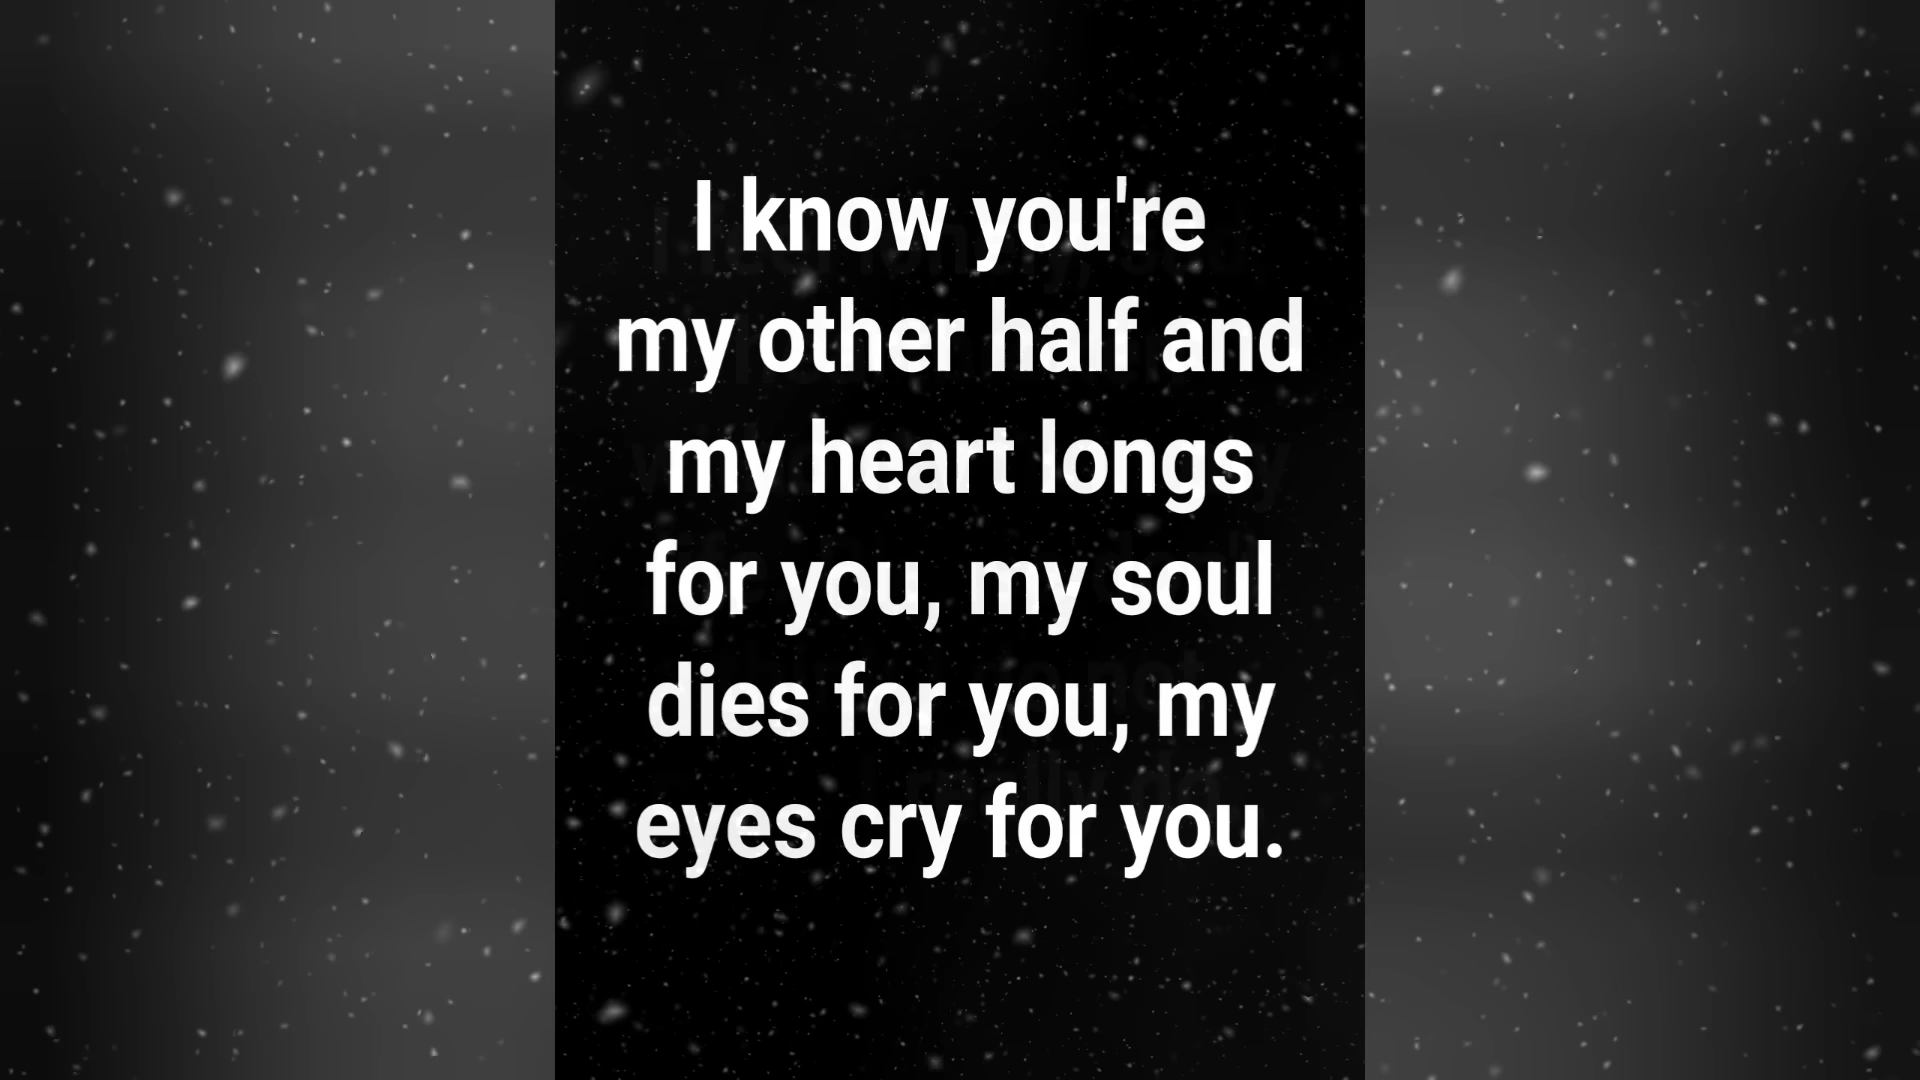 I know you're
my other half and
my heart longs
for you, my soul
dies for you, my
eyes cry for you.